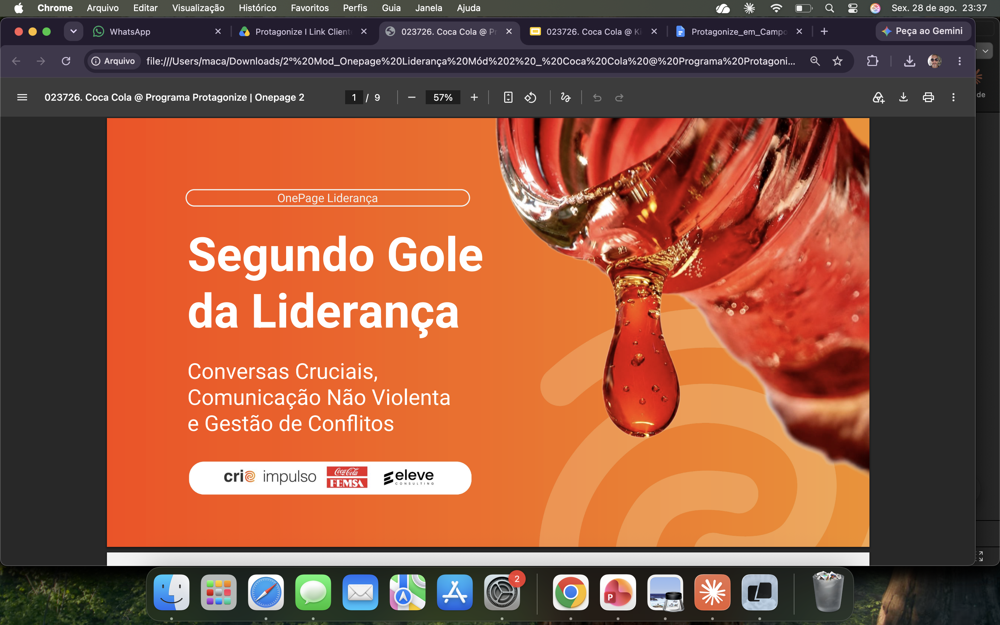 Chrome Arquivo Editar Visualização Histórico Favoritos Perfis Guia Janela Ajuda Sex. 28 de ago. 23:37
WhatsApp Protagonize I Link Client 023726. Coca Cola @ Pr 023726. Coca Cola @ Ki Protagonize_em_Campo Peça ao Gemini
Arquivo file:///Users/maca/Downloads/2º%20Mod_Onepage%20Liderança%20Mód%202%20_%20Coca%20Cola%20@%20Programa%20Protagoni...
023726. Coca Cola @ Programa Protagonize | Onepage 2 1 / 9 57%
de
OnePage Liderança
Segundo Gole
da Liderança
Conversas Cruciais,
Comunicação Não Violenta
e Gestão de Conflitos
cri impulso Coca-Cola FEMSA eleve CONSULTING
2
P